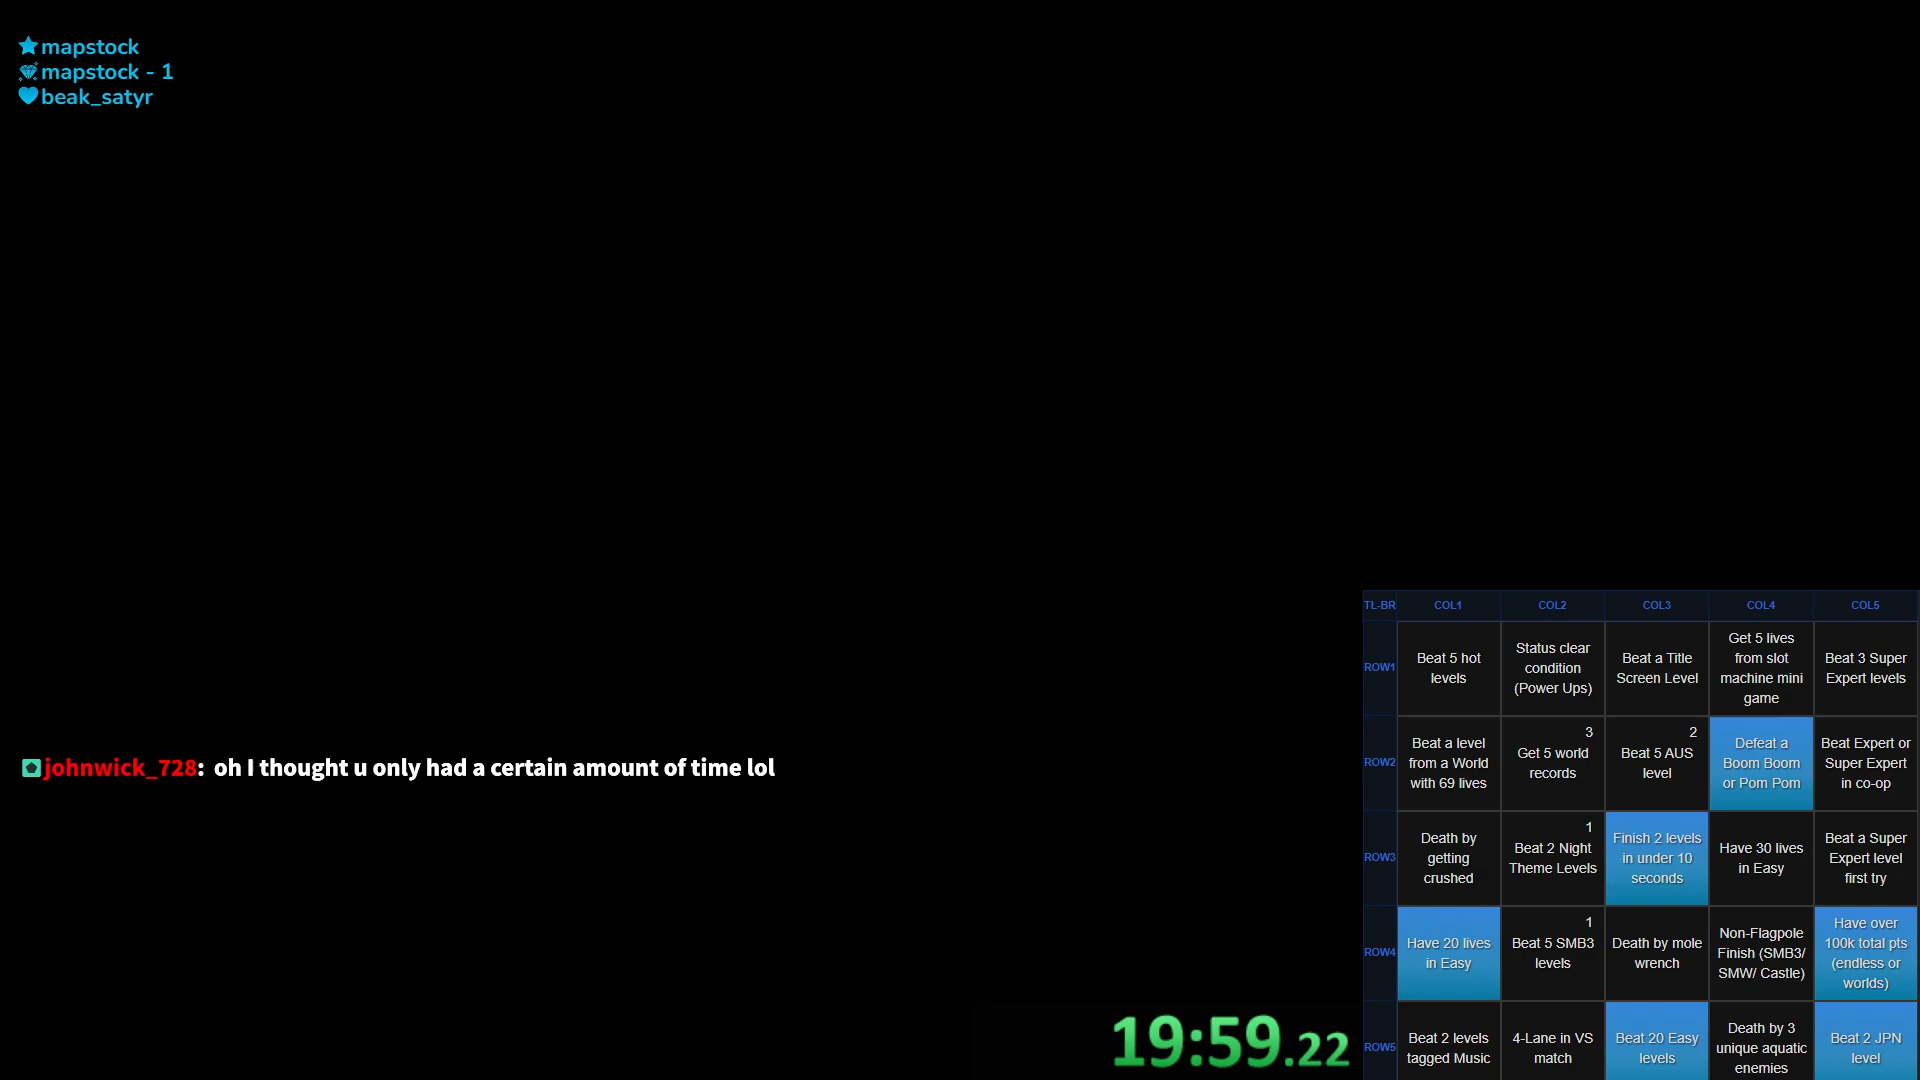 mapstock
mapstock - 1
beak_satyr
johnwick_728: oh I thought u only had a certain amount of time lol
19:59.22
TL-BR COL1 COL2 COL3 COL4 COL5
ROW1
Beat 5 hot
levels
Status clear
condition
(Power Ups)
Beat a Title
Screen Level
Get 5 lives
from slot
machine mini
game
Beat 3 Super
Expert levels
ROW2
Beat a level
from a World
with 69 lives
3
Get 5 world
records
2
Beat 5 AUS
level
Defeat a
Boom Boom
or Pom Pom
Beat Expert or
Super Expert
in co-op
ROW3
Death by
getting
crushed
1
Beat 2 Night
Theme Levels
Finish 2 levels
in under 10
seconds
Have 30 lives
in Easy
Beat a Super
Expert level
first try
ROW4
Have 20 lives
in Easy
1
Beat 5 SMB3
levels
Death by mole
wrench
Non-Flagpole
Finish (SMB3/
SMW/ Castle)
Have over
100k total pts
(endless or
worlds)
ROW5
Beat 2 levels
tagged Music
4-Lane in VS
match
Beat 20 Easy
levels
Death by 3
unique aquatic
enemies
Beat 2 JPN
level